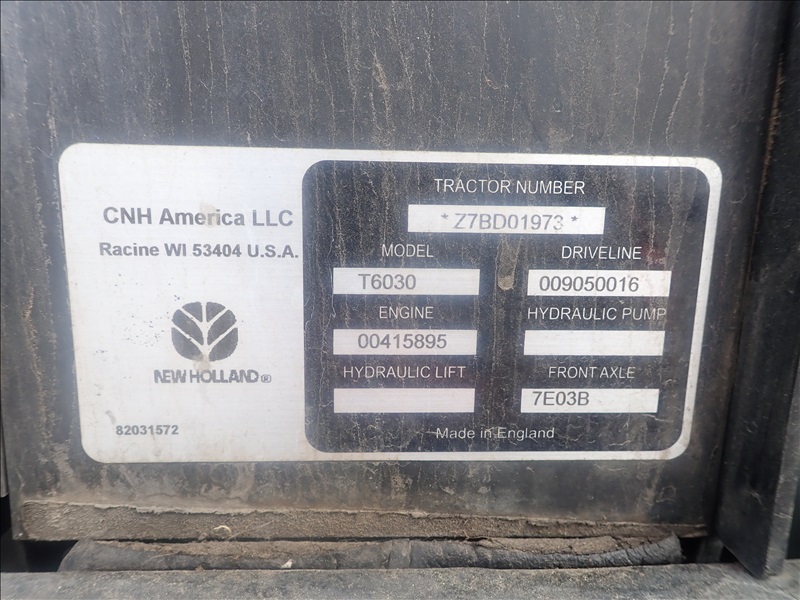 CNH America LLC
Racine WI 53404 U.S.A.
NEW HOLLAND®
82031572
TRACTOR NUMBER
*Z7BD01973*
MODEL
T6030
DRIVELINE
009050016
ENGINE
00415895
HYDRAULIC PUMP
HYDRAULIC LIFT
FRONT AXLE
7E03B
Made in England